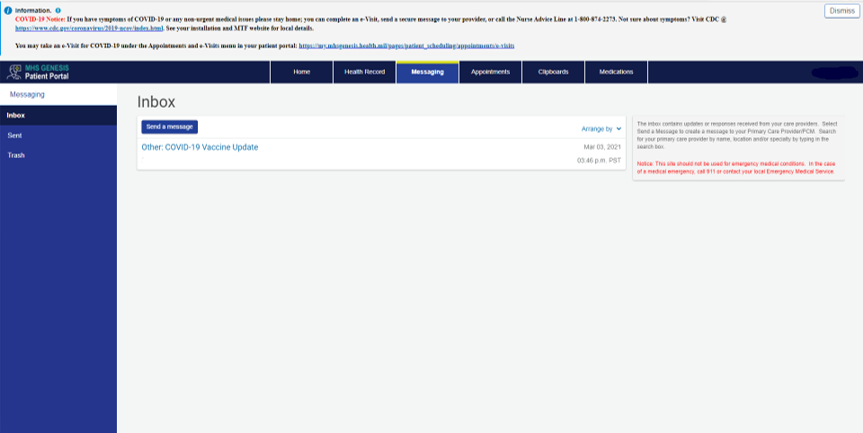 Information.
COVID-19 Notice: If you have symptoms of COVID-19 or any non-urgent medical issues please stay home; you can complete an e-Visit, send a secure message to your provider, or call the Nurse Advice Line at 1-800-874-2273. Not sure about symptoms? Visit CDC @
https://www.cdc.gov/coronavirus/2019-ncov/index.html. See your installation and MTF website for local details.
You may take an e-Visit for COVID-19 under the Appointments and e-Visits menu in your patient portal: https://my.mhsgenesis.health.mil/pages/patient_scheduling/appointments/e-visits
Dismiss
MHS GENESIS
Patient Portal
Home
Health Record
Messaging
Appointments
Clipboards
Medications
Messaging
Inbox
Sent
Trash
Inbox
Send a message
Arrange by
Other: COVID-19 Vaccine Update
Mar 03, 2021
03:46 p.m. PST
The inbox contains updates or responses received from your care providers. Select
Send a Message to create a message to your Primary Care Provider/PCM. Search
for your primary care provider by name, location and/or specialty by typing in the
search box.
Notice: This site should not be used for emergency medical conditions. In the case
of a medical emergency, call 911 or contact your local Emergency Medical Service.